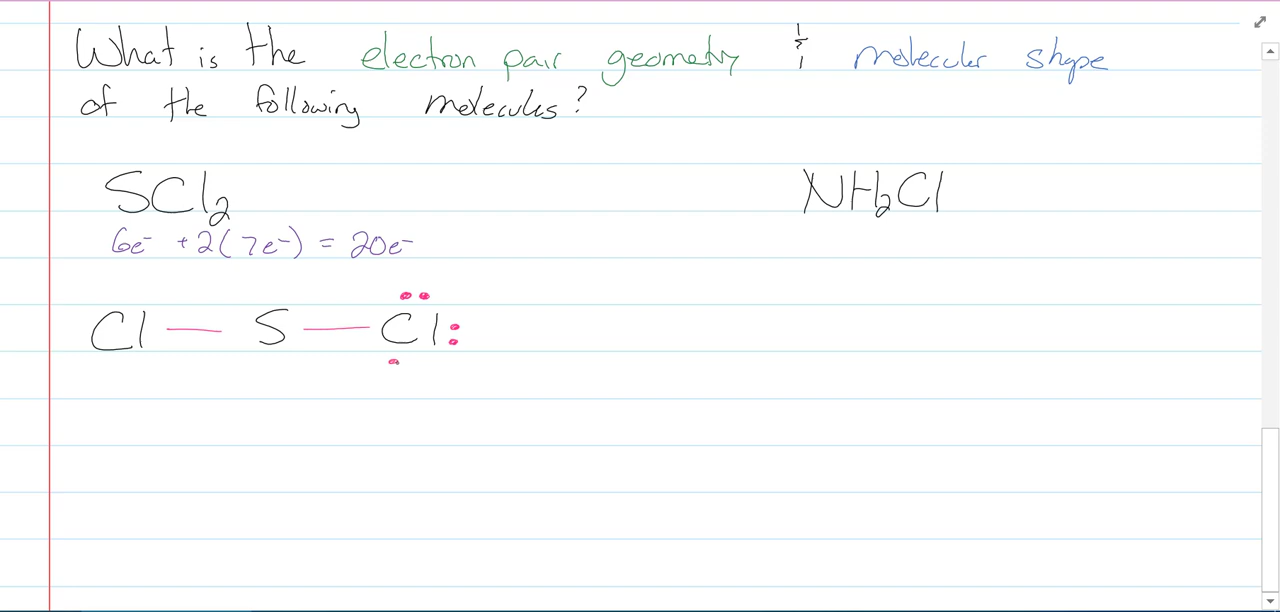 What is the electron pair geometry & molecular shape
of the following molecules?
SCl₂ NH₂Cl
6e⁻ + 2(7e⁻) = 20e⁻
Cl — S — Cl: